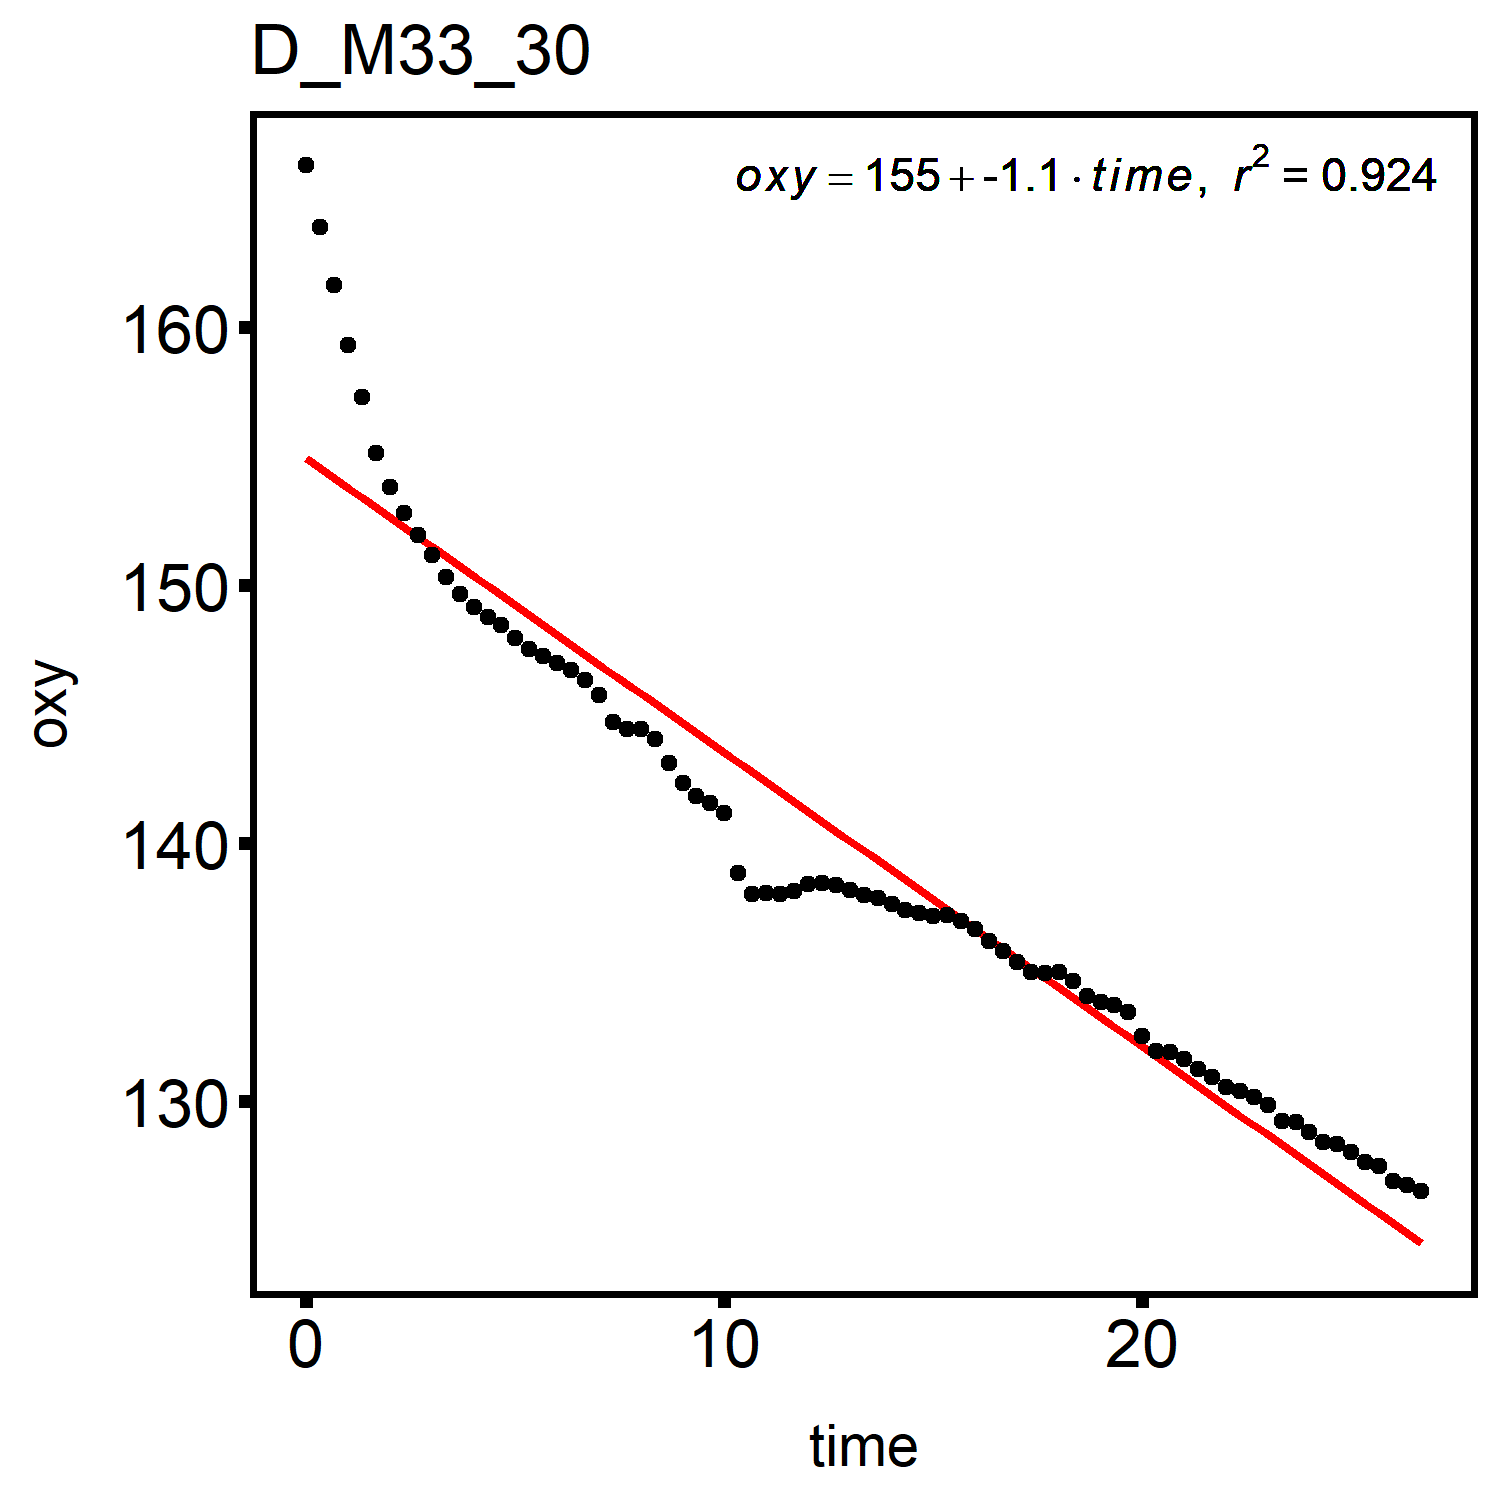 D_M33_30
oxy = 155 + -1.1 · time, r² = 0.924
160
150
140
130
oxy
0 10 20
time